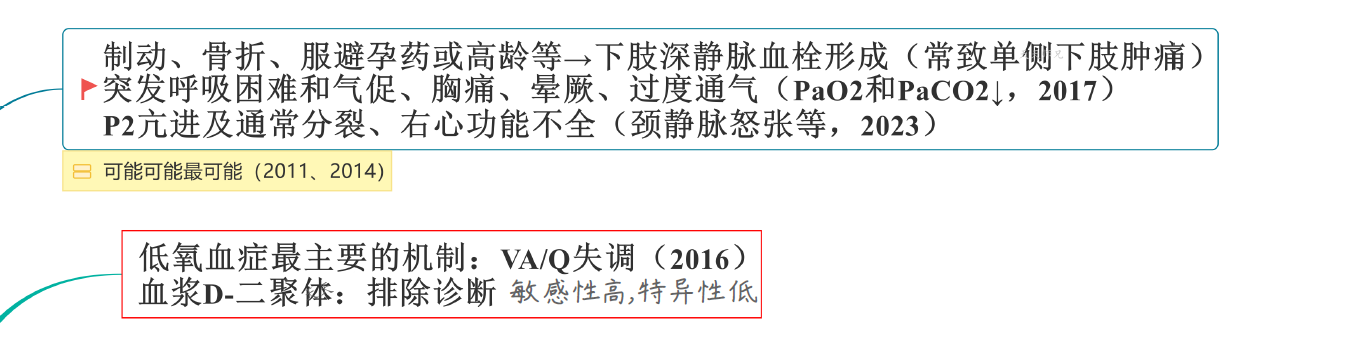 制动、骨折、服避孕药或高龄等→下肢深静脉血栓形成（常致单侧下肢肿痛）
突发呼吸困难和气促、胸痛、晕厥、过度通气（PaO2和PaCO2↓，2017）
P2亢进及通常分裂、右心功能不全（颈静脉怒张等，2023）
可能可能最可能（2011、2014）
低氧血症最主要的机制：VA/Q失调（2016）
血浆D-二聚体：排除诊断 敏感性高,特异性低